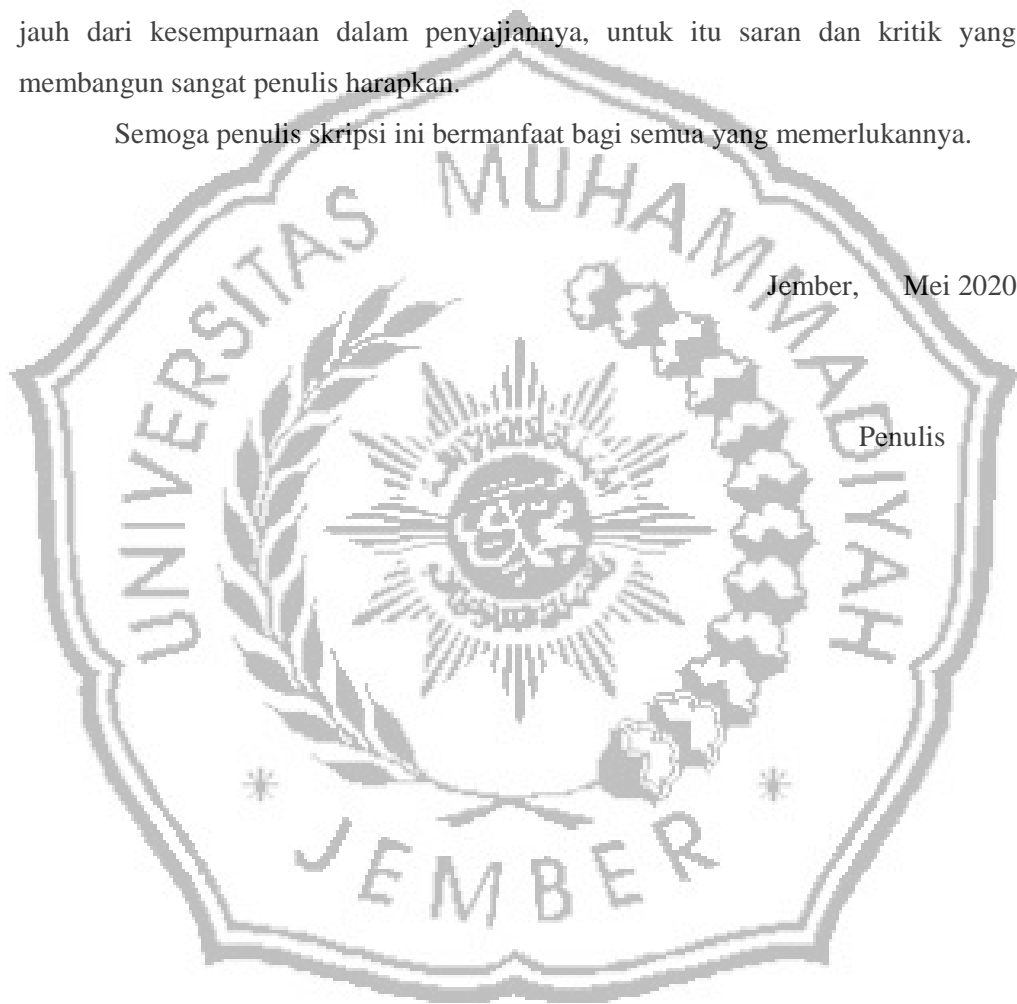 jauh dari kesempurnaan dalam penyajiannya, untuk itu saran dan kritik yang
membangun sangat penulis harapkan.
Semoga penulis skripsi ini bermanfaat bagi semua yang memerlukannya.
UNIVERSITAS MUHAMMADIYAH
Jember, Mei 2020
Penulis
JEMBER